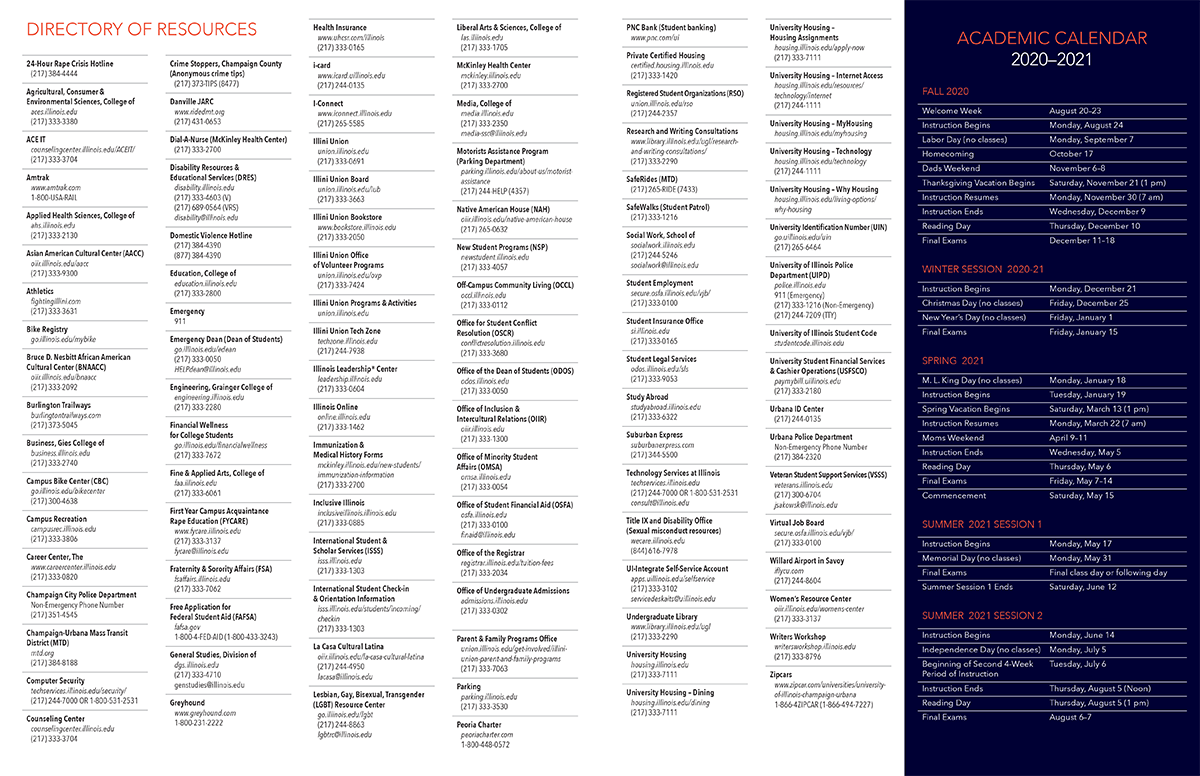 DIRECTORY OF RESOURCES
24-Hour Rape Crisis Hotline
(217) 384-4444
Agricultural, Consumer &
Environmental Sciences, College of
aces.illinois.edu
(217) 333-3380
ACE IT
counselingcenter.illinois.edu/ACEIT/
(217) 333-3704
Amtrak
www.amtrak.com
1-800-USA-RAIL
Applied Health Sciences, College of
ahs.illinois.edu
(217) 333-2130
Asian American Cultural Center (AACC)
oiir.illinois.edu/aacc
(217) 333-9300
Athletics
fightingillini.com
(217) 333-3631
Bike Registry
go.illinois.edu/mybike
Bruce D. Nesbitt African American
Cultural Center (BNAACC)
oiir.illinois.edu/bnaacc
(217) 333-2092
Burlington Trailways
burlingtontrailways.com
(217) 373-5045
Business, Gies College of
business.illinois.edu
(217) 333-2740
Campus Bike Center (CBC)
go.illinois.edu/bikecenter
(217) 300-4638
Campus Recreation
campusrec.illinois.edu
(217) 333-3806
Career Center, The
www.careercenter.illinois.edu
(217) 333-0820
Champaign City Police Department
Non-Emergency Phone Number
(217) 351-4545
Champaign-Urbana Mass Transit
District (MTD)
mtd.org
(217) 384-8188
Computer Security
techservices.illinois.edu/security/
(217) 244-7000 OR 1-800-531-2531
Counseling Center
counselingcenter.illinois.edu
(217) 333-3704
Crime Stoppers, Champaign County
(Anonymous crime tips)
(217) 373-TIPS (8477)
Danville JARC
www.ridedmt.org
(217) 431-0653
Dial-A-Nurse (McKinley Health Center)
(217) 333-2700
Disability Resources &
Educational Services (DRES)
disability.illinois.edu
(217) 333-4603 (V)
(217) 689-0564 (VRS)
disability@illinois.edu
Domestic Violence Hotline
(217) 384-4390
(877) 384-4390
Education, College of
education.illinois.edu
(217) 333-2800
Emergency
911
Emergency Dean (Dean of Students)
go.illinois.edu/edean
(217) 333-0050
HELPdean@illinois.edu
Engineering, Grainger College of
engineering.illinois.edu
(217) 333-2280
Financial Wellness
for College Students
go.illinois.edu/financialwellness
(217) 333-7672
Fine & Applied Arts, College of
faa.illinois.edu
(217) 333-6061
First Year Campus Acquaintance
Rape Education (FYCARE)
www.fycare.illinois.edu
(217) 333-3137
fycare@illinois.edu
Fraternity & Sorority Affairs (FSA)
fsaffairs.illinois.edu
(217) 333-7062
Free Application for
Federal Student Aid (FAFSA)
fafsa.gov
1-800-4-FED-AID (1-800-433-3243)
General Studies, Division of
dgs.illinois.edu
(217) 333-4710
genstudies@illinois.edu
Greyhound
www.greyhound.com
1-800-231-2222
Health Insurance
www.uhcsr.com/illinois
(217) 333-0165
i-card
www.icard.uillinois.edu
(217) 244-0135
I-Connect
www.iconnect.illinois.edu
(217) 265-5585
Illini Union
union.illinois.edu
(217) 333-0691
Illini Union Board
union.illinois.edu/iub
(217) 333-3663
Illini Union Bookstore
www.bookstore.illinois.edu
(217) 333-2050
Illini Union Office
of Volunteer Programs
union.illinois.edu/ovp
(217) 333-7424
Illini Union Programs & Activities
union.illinois.edu
Illini Union Tech Zone
techzone.illinois.edu
(217) 244-7938
Illinois Leadership® Center
leadership.illinois.edu
(217) 333-0604
Illinois Online
online.illinois.edu
(217) 333-1462
Immunization &
Medical History Forms
mckinley.illinois.edu/new-students/
immunization-information
(217) 333-2700
Inclusive Illinois
inclusiveillinois.illinois.edu
(217) 333-0885
International Student &
Scholar Services (ISSS)
isss.illinois.edu
(217) 333-1303
International Student Check-in
& Orientation Information
isss.illinois.edu/students/incoming/
checkin
(217) 333-1303
La Casa Cultural Latina
oiir.illinois.edu/la-casa-cultural-latina
(217) 244-4950
lacasa@illinois.edu
Lesbian, Gay, Bisexual, Transgender
(LGBT) Resource Center
go.illinois.edu/lgbt
(217) 244-8863
lgbtrc@illinois.edu
Liberal Arts & Sciences, College of
las.illinois.edu
(217) 333-1705
McKinley Health Center
mckinley.illinois.edu
(217) 333-2700
Media, College of
media.illinois.edu
(217) 333-2350
media-ssc@illinois.edu
Motorists Assistance Program
(Parking Department)
parking.illinois.edu/about-us/motorist
assistance
(217) 244-HELP (4357)
Native American House (NAH)
oiir.illinois.edu/native-american-house
(217) 265-0632
New Student Programs (NSP)
newstudent.illinois.edu
(217) 333-4057
Off-Campus Community Living (OCCL)
occl.illinois.edu
(217) 333-0112
Office for Student Conflict
Resolution (OSCR)
conflictresolution.illinois.edu
(217) 333-3680
Office of the Dean of Students (ODOS)
odos.illinois.edu
(217) 333-0050
Office of Inclusion &
Intercultural Relations (OIIR)
oiir.illinois.edu
(217) 333-1300
Office of Minority Student
Affairs (OMSA)
omsa.illinois.edu
(217) 333-0054
Office of Student Financial Aid (OSFA)
osfa.illinois.edu
(217) 333-0100
finaid@illinois.edu
Office of the Registrar
registrar.illinois.edu/tuition-fees
(217) 333-2034
Office of Undergraduate Admissions
admissions.illinois.edu
(217) 333-0302
Parent & Family Programs Office
union.illinois.edu/get-involved/illini-
union-parent-and-family-programs
(217) 333-7063
Parking
parking.illinois.edu
(217) 333-3530
Peoria Charter
peoriacharter.com
1-800-448-0572
PNC Bank (Student banking)
www.pnc.com/ui
Private Certified Housing
certified.housing.illinois.edu
(217) 333-1420
Registered Student Organizations (RSO)
union.illinois.edu/rso
(217) 244-2357
Research and Writing Consultations
www.library.illinois.edu/ugl/research-
and-writing-consultations/
(217) 333-2290
SafeRides (MTD)
(217) 265-RIDE (7433)
SafeWalks (Student Patrol)
(217) 333-1216
Social Work, School of
socialwork.illinois.edu
(217) 244-5246
socialwork@illinois.edu
Student Employment
secure.osfa.illinois.edu/vjb/
(217) 333-0100
Student Insurance Office
si.illinois.edu
(217) 333-0165
Student Legal Services
odos.illinois.edu/sls
(217) 333-9053
Study Abroad
studyabroad.illinois.edu
(217) 333-6322
Suburban Express
suburbanexpress.com
(217) 344-5500
Technology Services at Illinois
techservices.illinois.edu
(217) 244-7000 OR 1-800-531-2531
consult@illinois.edu
Title IX and Disability Office
(Sexual misconduct resources)
wecare.illinois.edu
(844) 616-7978
UI-Integrate Self-Service Account
apps.uillinois.edu/selfservice
(217) 333-3102
servicedeskaits@uillinois.edu
Undergraduate Library
www.library.illinois.edu/ugl
(217) 333-2290
University Housing
housing.illinois.edu
(217) 333-7111
University Housing – Dining
housing.illinois.edu/dining
(217) 333-7111
University Housing –
Housing Assignments
housing.illinois.edu/apply-now
(217) 333-7111
University Housing – Internet Access
housing.illinois.edu/resources/
technology/internet
(217) 244-1111
University Housing – MyHousing
housing.illinois.edu/myhousing
University Housing – Technology
housing.illinois.edu/technology
(217) 244-1111
University Housing – Why Housing
housing.illinois.edu/living-options/
why-housing
University Identification Number (UIN)
go.uillinois.edu/uin
(217) 265-6464
University of Illinois Police
Department (UIPD)
police.illinois.edu
911 (Emergency)
(217) 333-1216 (Non-Emergency)
(217) 244-7209 (TTY)
University of Illinois Student Code
studentcode.illinois.edu
University Student Financial Services
& Cashier Operations (USFSCO)
paymybill.uillinois.edu
(217) 333-2180
Urbana ID Center
(217) 244-0135
Urbana Police Department
Non-Emergency Phone Number
(217) 384-2320
Veteran Student Support Services (VSSS)
veterans.illinois.edu
(217) 300-6704
jsakowsk@illinois.edu
Virtual Job Board
secure.osfa.illinois.edu/vjb/
(217) 333-0100
Willard Airport in Savoy
iflycu.com
(217) 244-8604
Women's Resource Center
oiir.illinois.edu/womens-center
(217) 333-3137
Writers Workshop
writersworkshop.illinois.edu
(217) 333-8796
Zipcars
www.zipcar.com/universities/university-
of-illinois-champaign-urbana
1-866-4ZIPCAR (1-866-494-7227)
ACADEMIC CALENDAR
2020–2021
FALL 2020
Welcome Week August 20–23
Instruction Begins Monday, August 24
Labor Day (no classes) Monday, September 7
Homecoming October 17
Dads Weekend November 6–8
Thanksgiving Vacation Begins Saturday, November 21 (1 pm)
Instruction Resumes Monday, November 30 (7 am)
Instruction Ends Wednesday, December 9
Reading Day Thursday, December 10
Final Exams December 11–18
WINTER SESSION 2020-21
Instruction Begins Monday, December 21
Christmas Day (no classes) Friday, December 25
New Year's Day (no classes) Friday, January 1
Final Exams Friday, January 15
SPRING 2021
M. L. King Day (no classes) Monday, January 18
Instruction Begins Tuesday, January 19
Spring Vacation Begins Saturday, March 13 (1 pm)
Instruction Resumes Monday, March 22 (7 am)
Moms Weekend April 9–11
Instruction Ends Wednesday, May 5
Reading Day Thursday, May 6
Final Exams Friday, May 7–14
Commencement Saturday, May 15
SUMMER 2021 SESSION 1
Instruction Begins Monday, May 17
Memorial Day (no classes) Monday, May 31
Final Exams Final class day or following day
Summer Session 1 Ends Saturday, June 12
SUMMER 2021 SESSION 2
Instruction Begins Monday, June 14
Independence Day (no classes) Monday, July 5
Beginning of Second 4-Week Tuesday, July 6
Period of Instruction
Instruction Ends Thursday, August 5 (Noon)
Reading Day Thursday, August 5 (1 pm)
Final Exams August 6–7